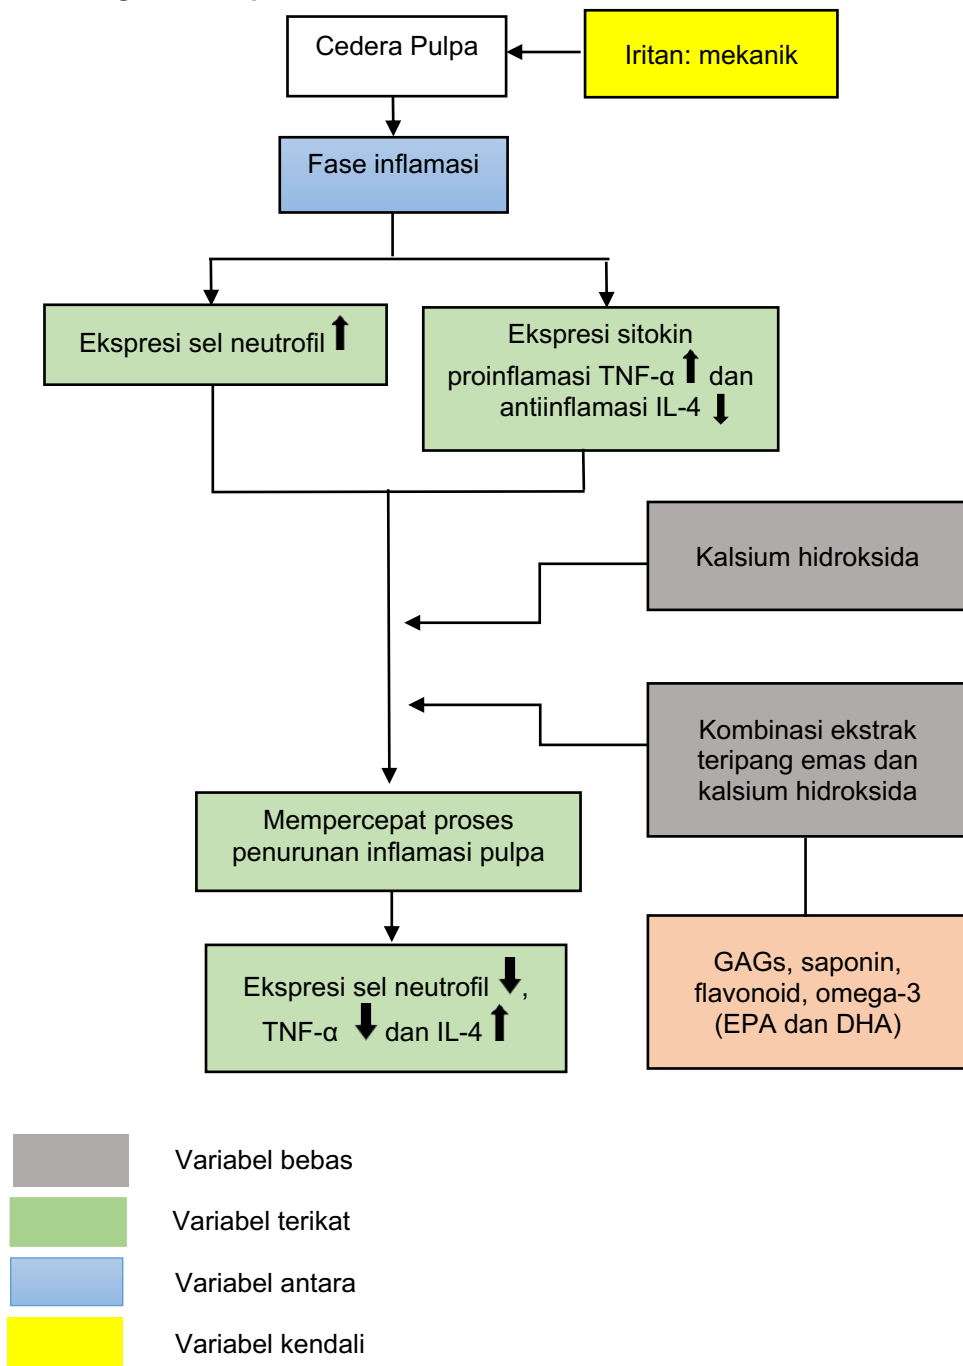 Cedera Pulpa
Iritan: mekanik
Fase inflamasi
Ekspresi sel neutrofil
Ekspresi sitokin
proinflamasi TNF-α dan
antiinflamasi IL-4
Kalsium hidroksida
Kombinasi ekstrak
teripang emas dan
kalsium hidroksida
Mempercepat proses
penurunan inflamasi pulpa
GAGs, saponin,
flavonoid, omega-3
(EPA dan DHA)
Ekspresi sel neutrofil ,
TNF-α dan IL-4
Variabel bebas
Variabel terikat
Variabel antara
Variabel kendali